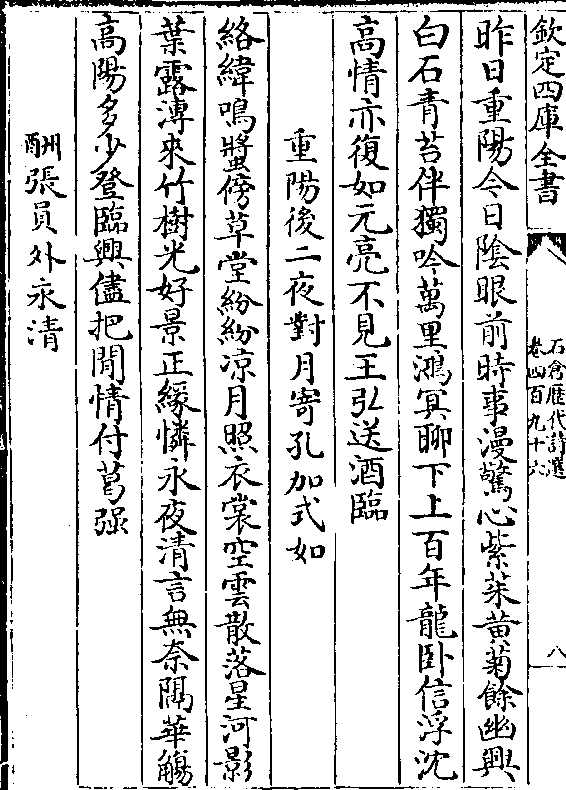 欽定四庫全書
石倉歷代詩選
卷四百九十六
八
昨日重陽今日陰眼前時事漫驚心紫茱黄菊餘幽興
白石青苔伴獨吟萬里鴻冥聊下上百年龍卧信浮沈
高情亦復如元亮不見王弘送酒臨
重陽後二夜對月寄孔加式如
絡緯鳴螿傍草堂紛紛凉月照衣裳空雲散落星河影
葉露漙來竹樹光好景正緣憐永夜清言無奈隔華觴
高陽多少登臨興儘把閒情付葛强
酬張員外永清